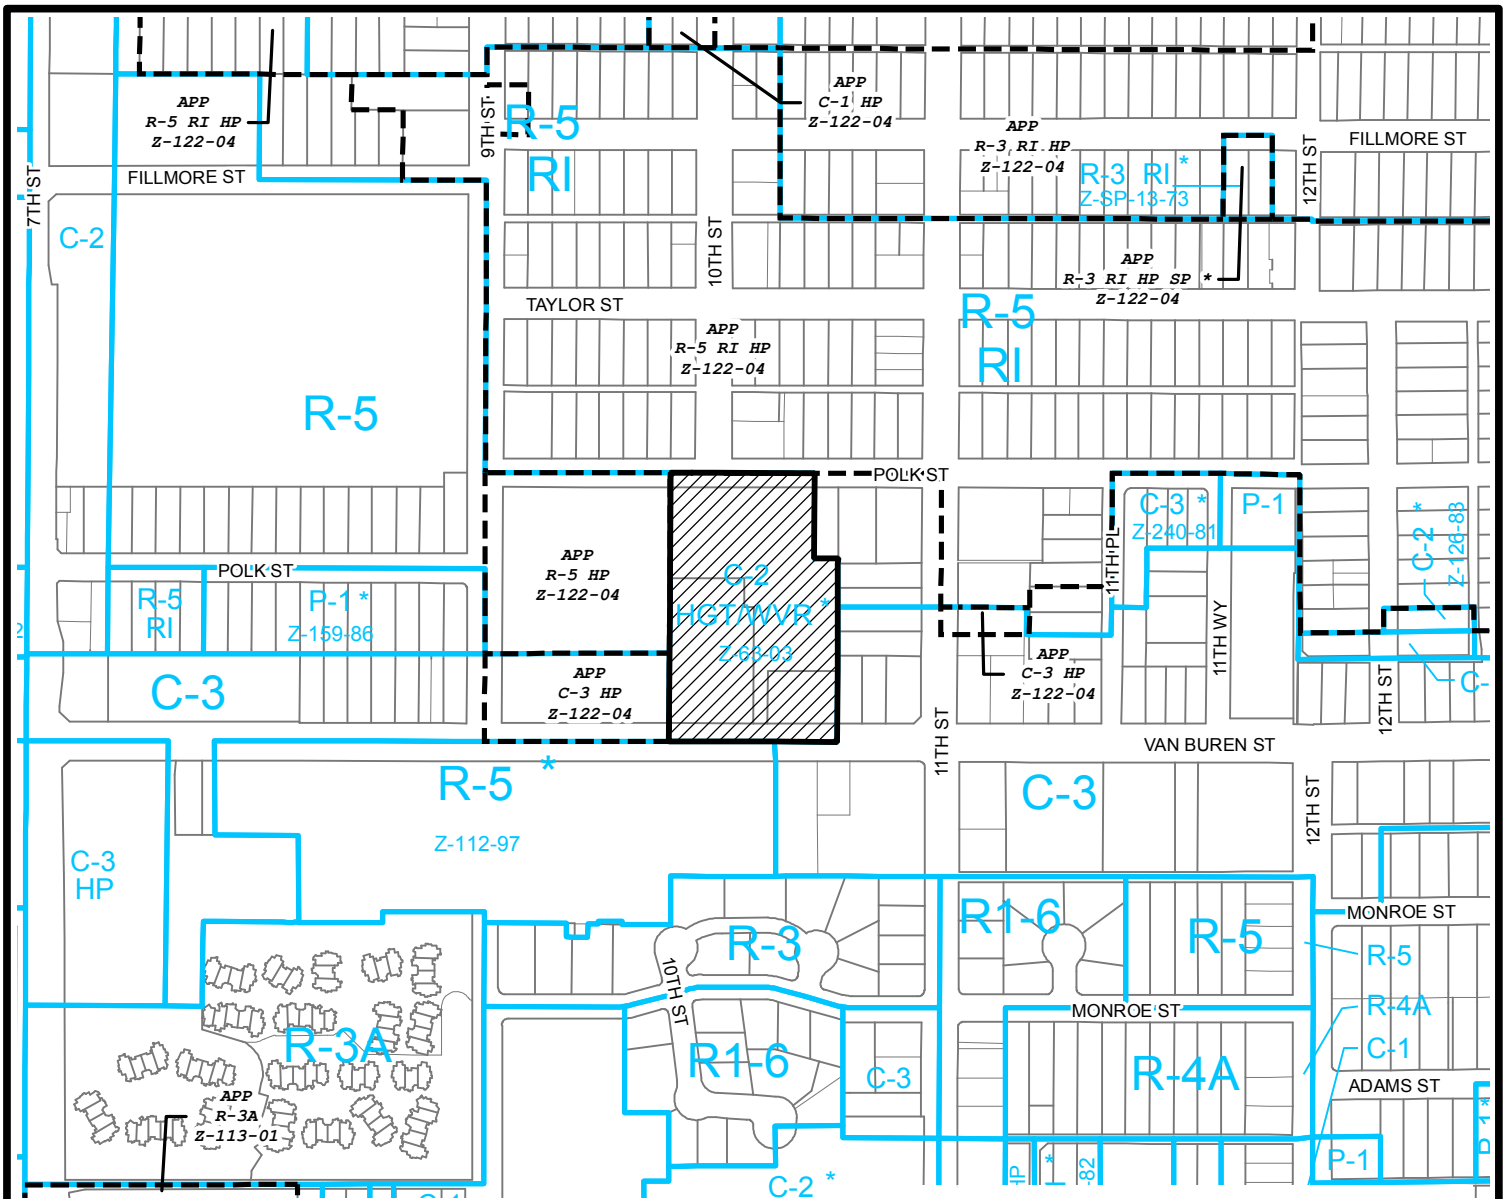 APP
R-5 RI HP
Z-122-04
9TH ST
R-5
RI
APP
C-1 HP
Z-122-04
APP
R-3 RI HP
Z-122-04
R-3 RI *
Z-SP-13-73
12TH ST
FILLMORE ST
7TH ST
FILLMORE ST
C-2
10TH ST
APP
R-3 RI HP SP *
Z-122-04
TAYLOR ST
R-5
RI
APP
R-5 RI HP
Z-122-04
R-5
POLK ST
C-3 *
Z-240-81
P-1
C-2 *
Z-126-83
11TH PL
APP
R-5 HP
Z-122-04
C-2
HGT/WVR *
Z-63-03
POLK ST
R-5
RI
P-1 *
Z-159-86
11TH WY
APP
C-3 HP
Z-122-04
APP
C-3 HP
Z-122-04
C-3
12TH ST
C-
11TH ST
VAN BUREN ST
R-5 *
Z-112-97
C-3
12TH ST
C-3
HP
MONROE ST
R1-6
R-5
R-3
R-5
10TH ST
MONROE ST
R-4A
R-3A
R1-6
C-3
R-4A
C-1
ADAMS ST
APP
R-3A
Z-113-01
P-1
HP
*
-82
C-2 *